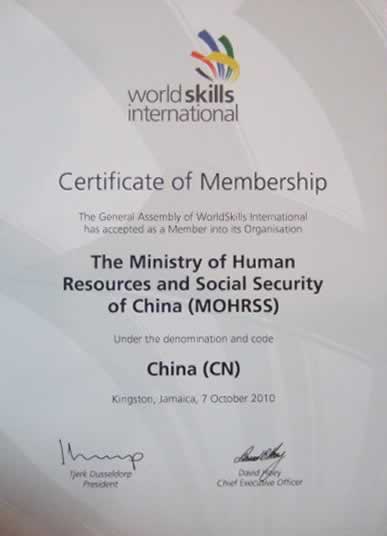 world skills
international
Certificate of Membership
The General Assembly of WorldSkills International
has accepted as a Member into its Organisation
The Ministry of Human
Resources and Social Security
of China (MOHRSS)
Under the denomination and code
China (CN)
Kingston, Jamaica, 7 October 2010
Tjerk Dusseldorp
President
David Hoey
Chief Executive Officer